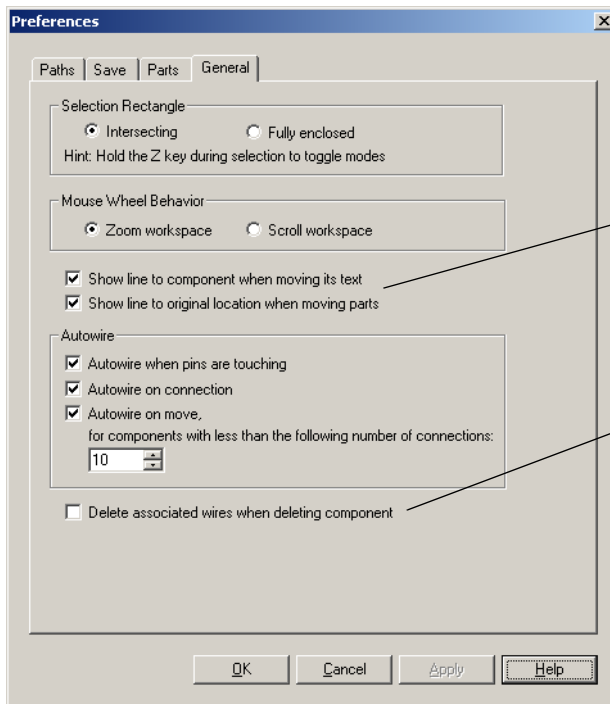 Preferences
Paths Save Parts General
Selection Rectangle
Intersecting Fully enclosed
Hint: Hold the Z key during selection to toggle modes
Mouse Wheel Behavior
Zoom workspace Scroll workspace
Show line to component when moving its text
Show line to original location when moving parts
Autowire
Autowire when pins are touching
Autowire on connection
Autowire on move,
for components with less than the following number of connections:
10
Delete associated wires when deleting component
OK Cancel Apply Help